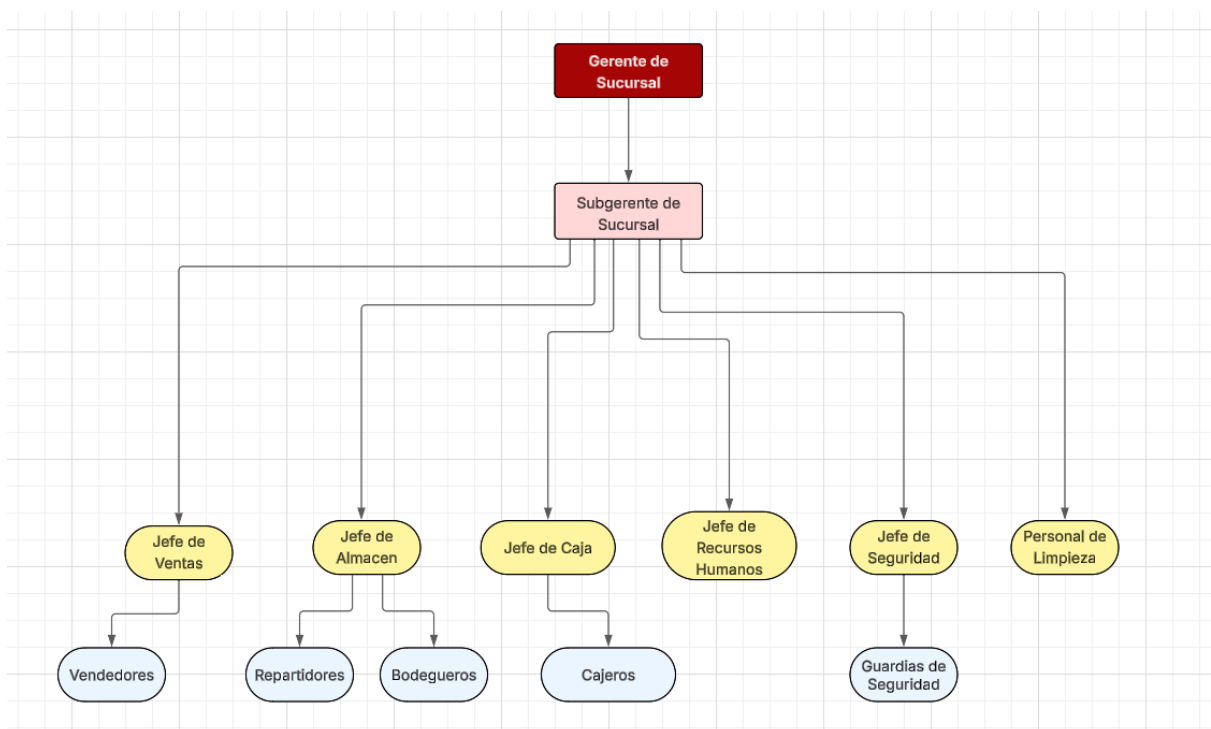 Gerente de
Sucursal
Subgerente de
Sucursal
Jefe de
Ventas
Jefe de
Almacen
Jefe de Caja
Jefe de
Recursos
Humanos
Jefe de
Seguridad
Personal de
Limpieza
Vendedores
Repartidores
Bodegueros
Cajeros
Guardias de
Seguridad